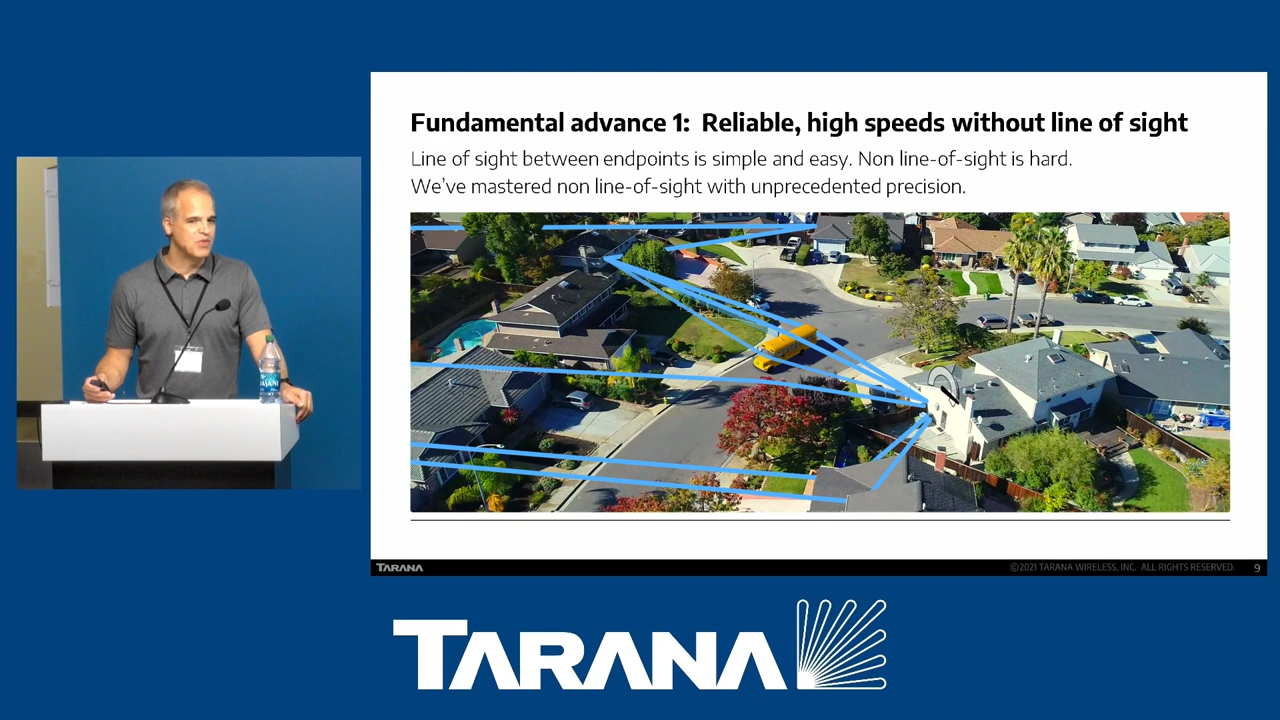 Fundamental advance 1: Reliable, high speeds without line of sight
Line of sight between endpoints is simple and easy. Non line-of-sight is hard.
We've mastered non line-of-sight with unprecedented precision.
TARANA
©2021 TARANA WIRELESS, INC. ALL RIGHTS RESERVED.
9
DASANI
TARANA